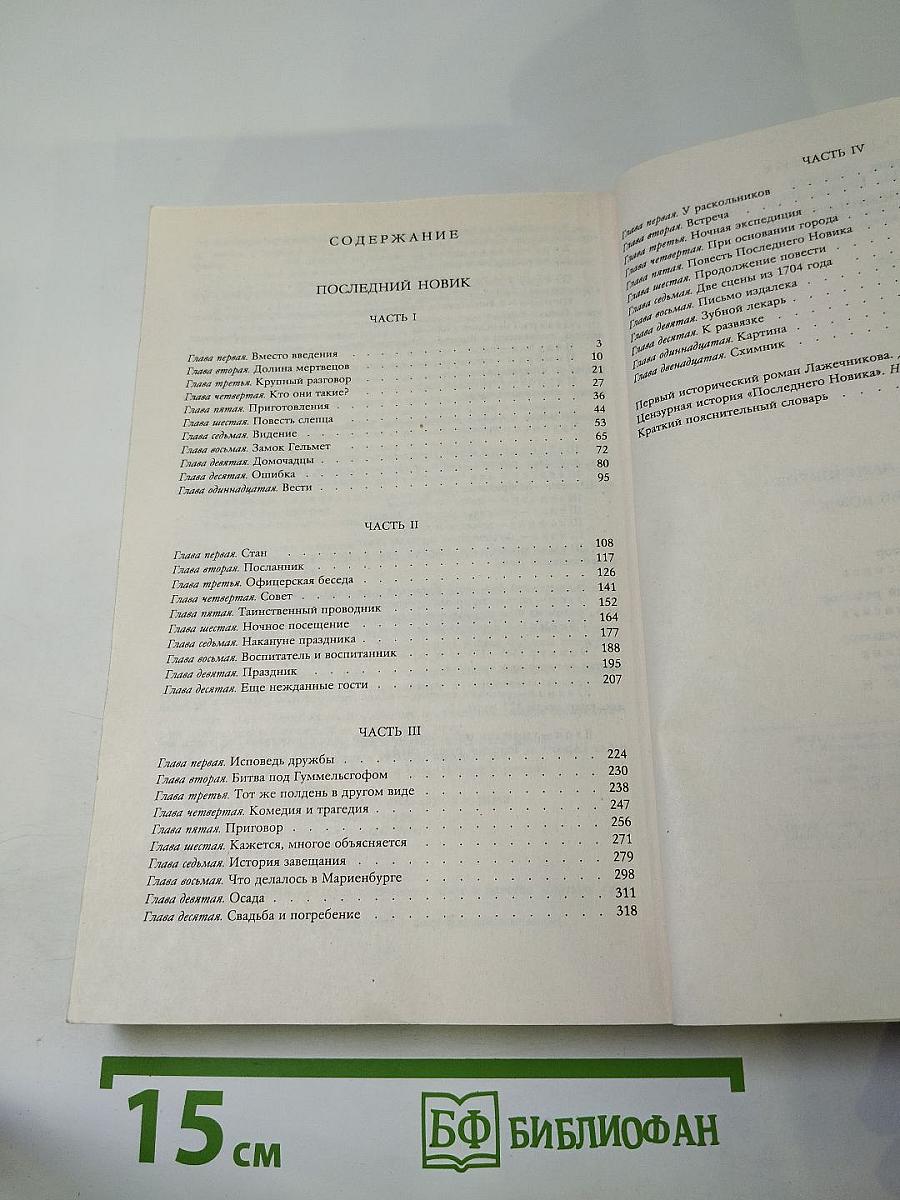 СОДЕРЖАНИЕ
ПОСЛЕДНИЙ НОВИК
ЧАСТЬ I
Глава первая. Вместо введения 3
Глава вторая. Долина мертвецов 10
Глава третья. Крупный разговор 21
Глава четвертая. Кто они такие? 27
Глава пятая. Приготовления 36
Глава шестая. Повесть слепца 44
Глава седьмая. Видение 53
Глава восьмая. Замок Гельмет 65
Глава девятая. Домочадцы 72
Глава десятая. Ошибка 80
Глава одиннадцатая. Вести 95
ЧАСТЬ II
Глава первая. Стан 108
Глава вторая. Посланник 117
Глава третья. Офицерская беседа 126
Глава четвертая. Совет 141
Глава пятая. Таинственный проводник 152
Глава шестая. Ночное посещение 164
Глава седьмая. Накануне праздника 177
Глава восьмая. Воспитатель и воспитанник 188
Глава девятая. Праздник 195
Глава десятая. Еще нежданные гости 207
ЧАСТЬ III
Глава первая. Исповедь дружбы 224
Глава вторая. Битва под Гуммельсгофом 230
Глава третья. Тот же полдень в другом виде 238
Глава четвертая. Комедия и трагедия 247
Глава пятая. Приговор 256
Глава шестая. Кажется, многое объясняется 271
Глава седьмая. История завещания 279
Глава восьмая. Что делалось в Мариенбурге 298
Глава девятая. Осада 311
Глава десятая. Свадьба и погребение 318
ЧАСТЬ IV
Глава первая. У раскольников
Глава вторая. Встреча
Глава третья. Ночная экспедиция
Глава четвертая. При основании города
Глава пятая. Повесть Последнего Новика
Глава шестая. Продолжение повести
Глава седьмая. Две сцены из 1704 года
Глава восьмая. Письмо издалека
Глава девятая. Зубной лекарь
Глава десятая. К развязке
Глава одиннадцатая. Картина
Глава двенадцатая. Схимник
Первый исторический роман Лажечникова.
Цензурная история «Последнего Новика». Н
Краткий пояснительный словарь
15 см
БФ БИБЛИОФАН